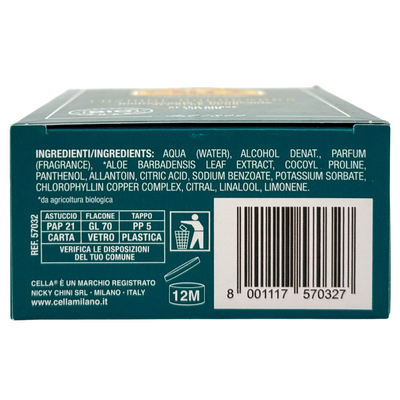 INGREDIENTI/INGREDIENTS: AQUA (WATER), ALCOHOL DENAT., PARFUM
(FRAGRANCE), *ALOE BARBADENSIS LEAF EXTRACT, COCOYL PROLINE,
PANTHENOL, ALLANTOIN, CITRIC ACID, SODIUM BENZOATE, POTASSIUM SORBATE,
CHLOROPHYLLIN COPPER COMPLEX, CITRAL, LINALOOL, LIMONENE.
*da agricoltura biologica
REF. 57032
ASTUCCIO FLACONE TAPPO
PAP 21 GL 70 PP 5
CARTA VETRO PLASTICA
VERIFICA LE DISPOSIZIONI
DEL TUO COMUNE
CELLA® È UN MARCHIO REGISTRATO
NICKY CHINI SRL - MILANO - ITALY
www.cellamilano.it
12M
8 001117 570327